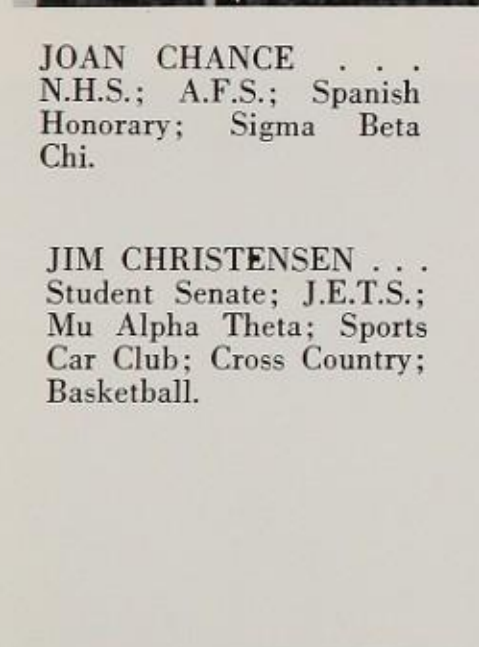 JOAN CHANCE . . .
N.H.S.; A.F.S.; Spanish
Honorary; Sigma Beta
Chi.
JIM CHRISTENSEN . . .
Student Senate; J.E.T.S.;
Mu Alpha Theta; Sports
Car Club; Cross Country;
Basketball.